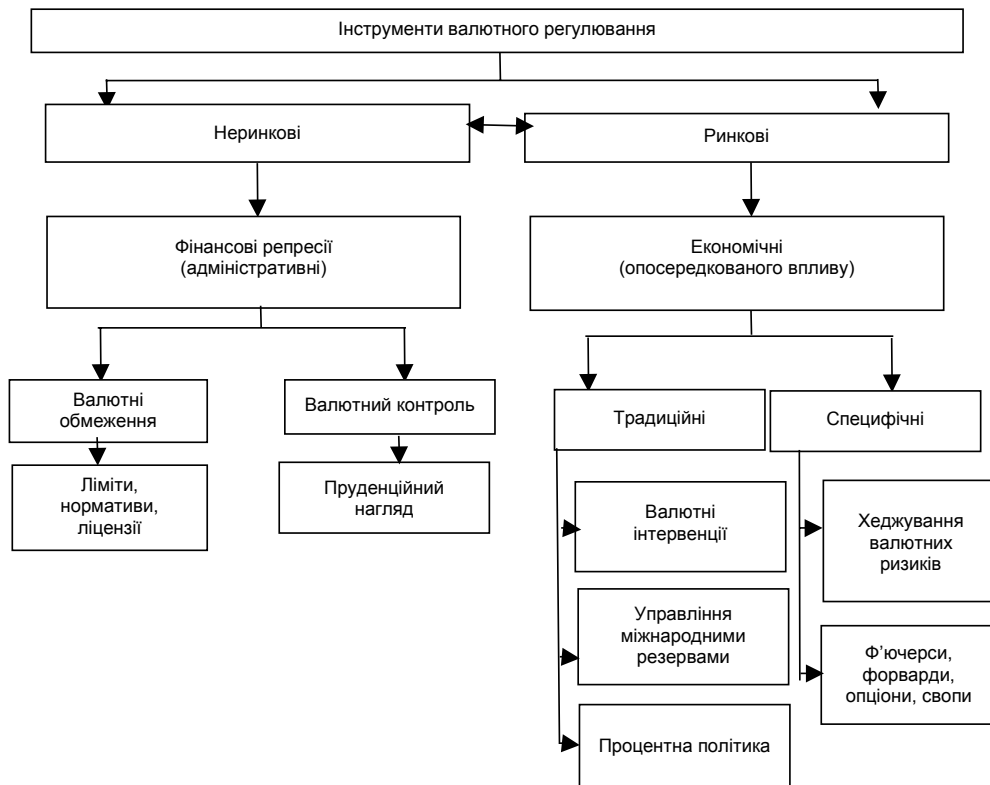 Інструменти валютного регулювання
Неринкові
Ринкові
Фінансові репресії
(адміністративні)
Економічні
(опосередкованого впливу)
Валютні
обмеження
Валютний контроль
Традиційні
Специфічні
Ліміти,
нормативи,
ліцензії
Пруденційний
нагляд
Валютні
інтервенції
Хеджування
валютних
ризиків
Управління
міжнародними
резервами
Ф’ючерси,
форварди,
опціони, свопи
Процентна політика